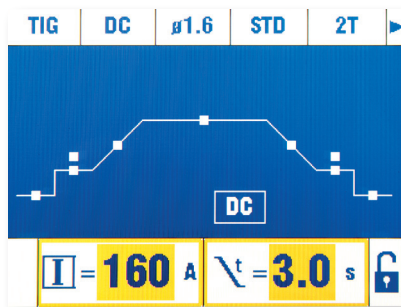 TIG DC ø1.6 STD 2T
DC
I = 160 A t = 3.0 s